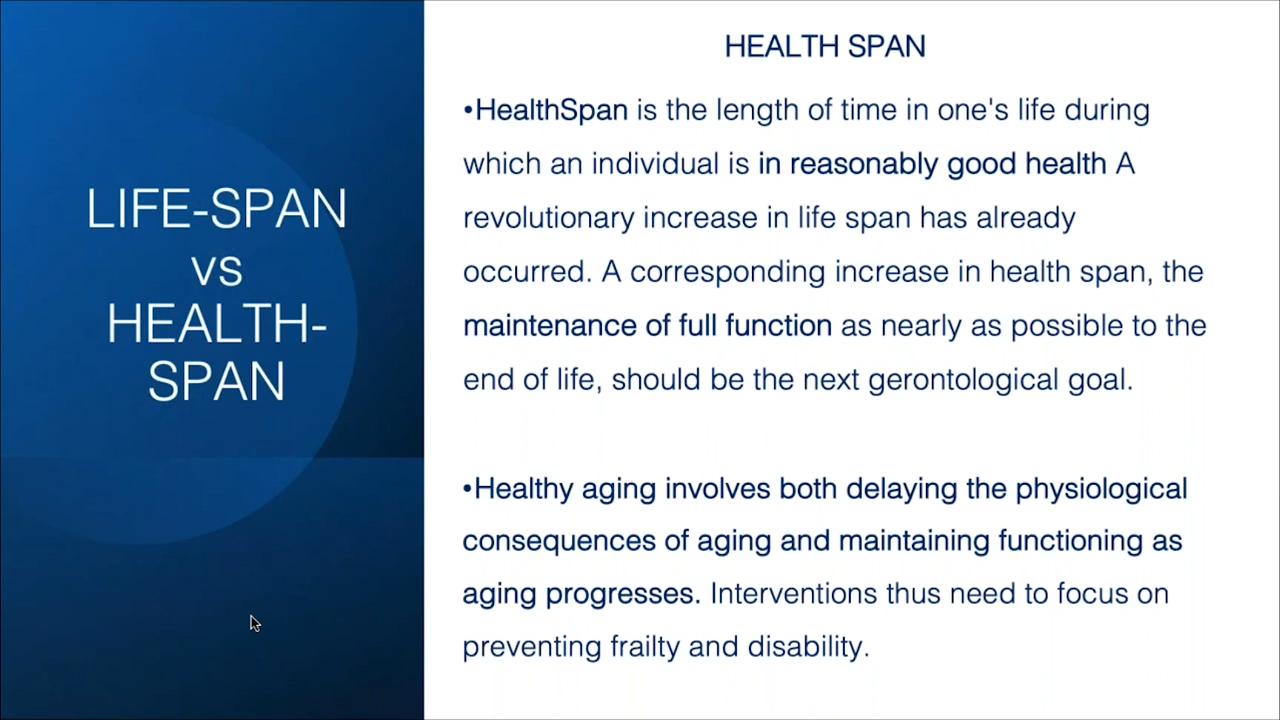 LIFE-SPAN
vs
HEALTH-
SPAN
HEALTH SPAN
•HealthSpan is the length of time in one's life during
which an individual is in reasonably good health A
revolutionary increase in life span has already
occurred. A corresponding increase in health span, the
maintenance of full function as nearly as possible to the
end of life, should be the next gerontological goal.
•Healthy aging involves both delaying the physiological
consequences of aging and maintaining functioning as
aging progresses. Interventions thus need to focus on
preventing frailty and disability.